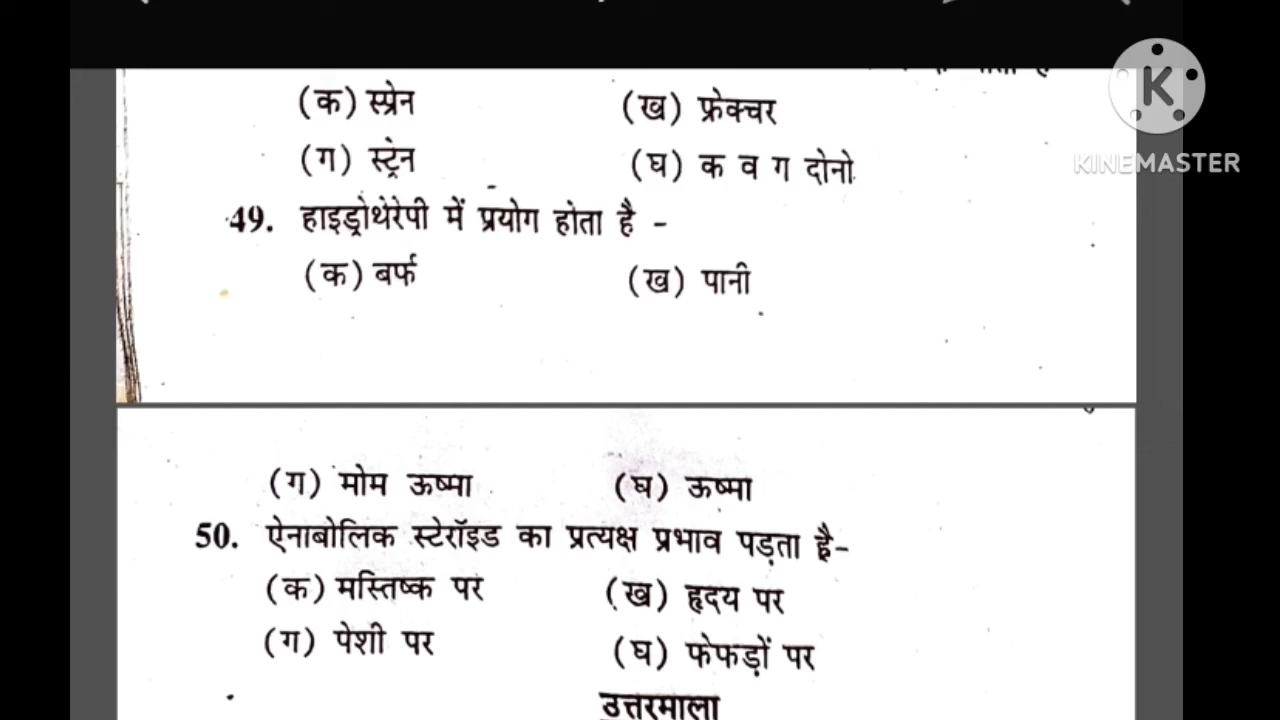 (क) स्प्रेन (ख) फ्रेक्चर
(ग) स्ट्रेन (घ) क व ग दोनो
49. हाइड्रोथेरेपी में प्रयोग होता है -
(क) बर्फ (ख) पानी
(ग) मोम ऊष्मा (घ) ऊष्मा
50. ऐनाबोलिक स्टेरॉइड का प्रत्यक्ष प्रभाव पड़ता है-
(क) मस्तिष्क पर (ख) हृदय पर
(ग) पेशी पर (घ) फेफड़ों पर
उत्तरमाला
K
KINEMASTER